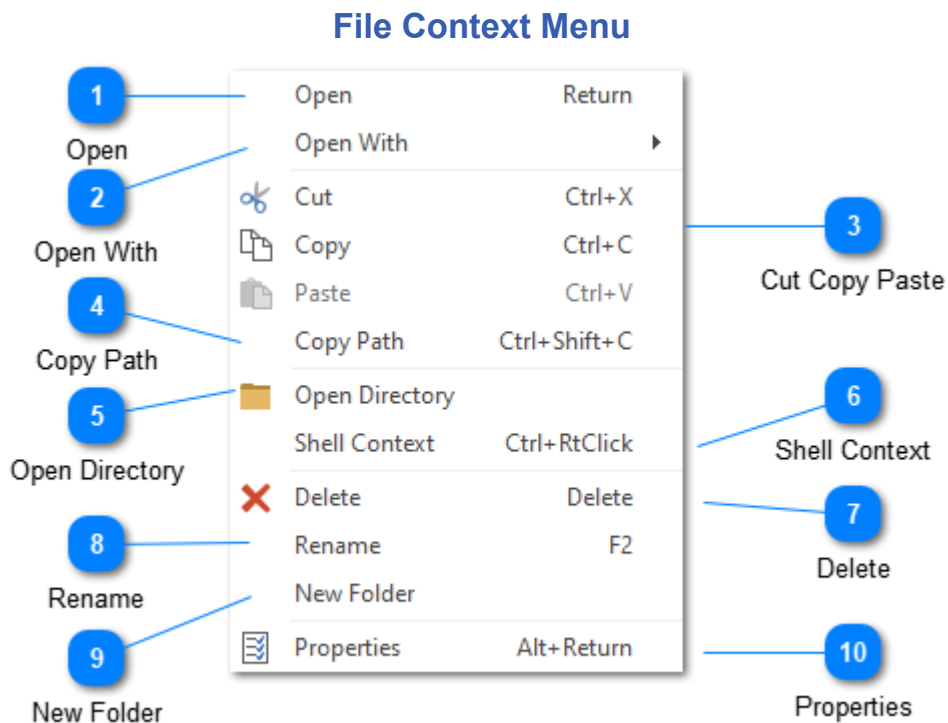 File Context Menu
1
Open
2
Open With
4
Copy Path
5
Open Directory
8
Rename
9
New Folder
Open Return
Open With
Cut Ctrl+X
Copy Ctrl+C
Paste Ctrl+V
Copy Path Ctrl+Shift+C
Open Directory
Shell Context Ctrl+RtClick
Delete Delete
Rename F2
New Folder
Properties Alt+Return
3
Cut Copy Paste
6
Shell Context
7
Delete
10
Properties